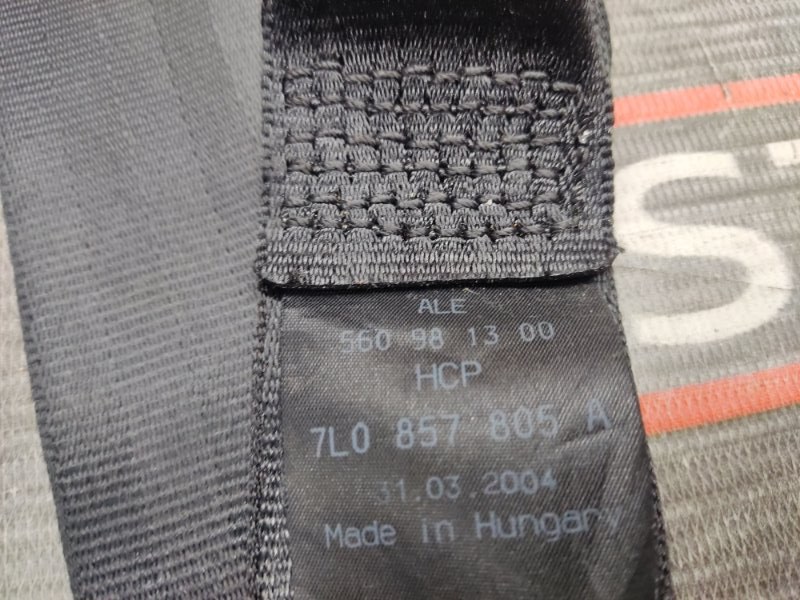 ALE
560 98 13 00
HCP
7L0 857 805 A
31.03.2004
Made in Hungary
S